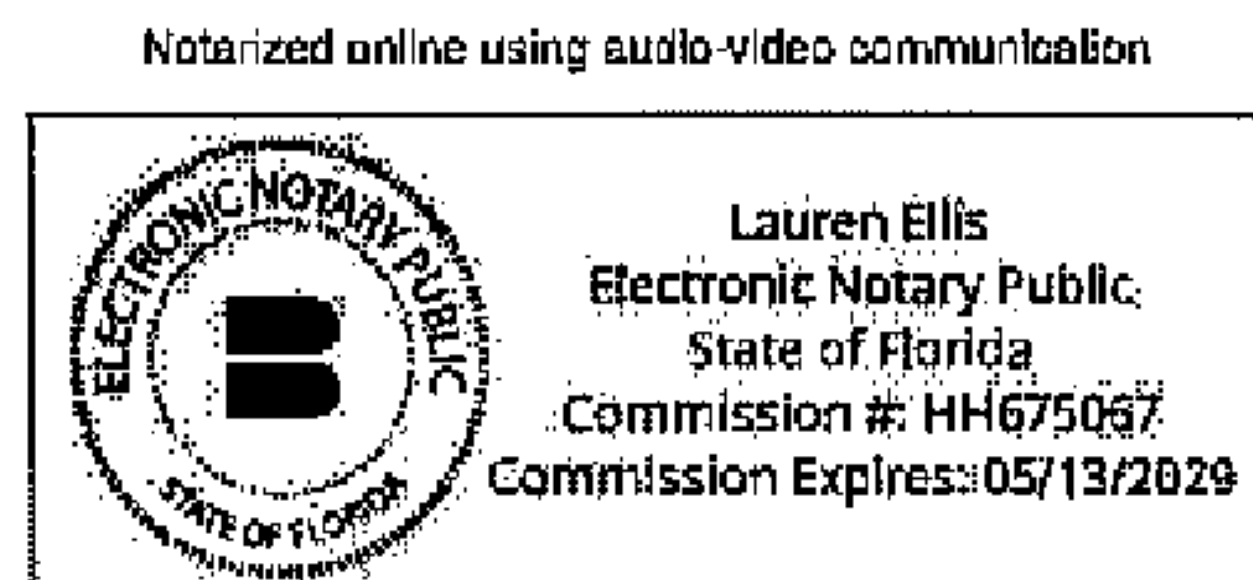 Notarized online using audio-video communication
ELECTRONIC NOTARY PUBLIC
STATE OF FLORIDA
Lauren Ellis
Electronic Notary Public
State of Florida
Commission #: HH675067
Commission Expires: 05/13/2029